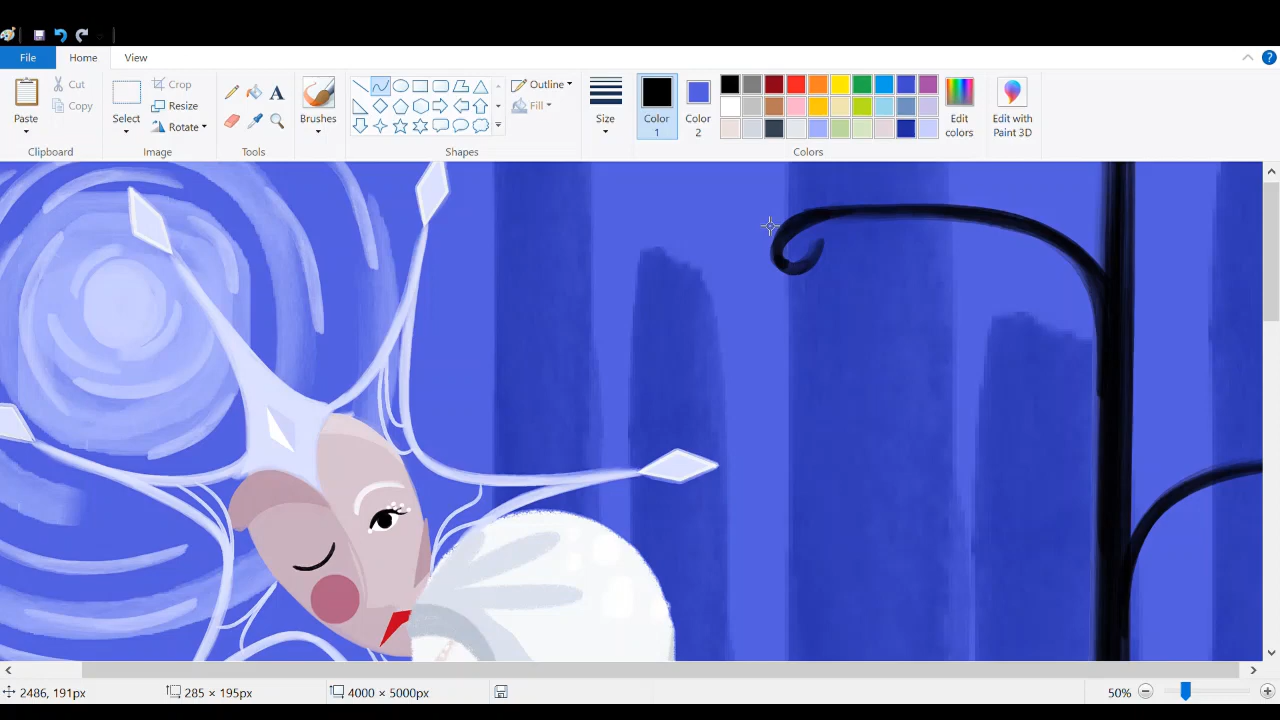 File Home View
Paste
Cut
Copy
Clipboard
Select
Crop
Resize
Rotate
Image
A
Tools
Brushes
Outline
Fill
Shapes
Size
Color 1
Color 2
Edit colors
Colors
Edit with Paint 3D
?
2486, 191px 285 × 195px 4000 × 5000px 50%